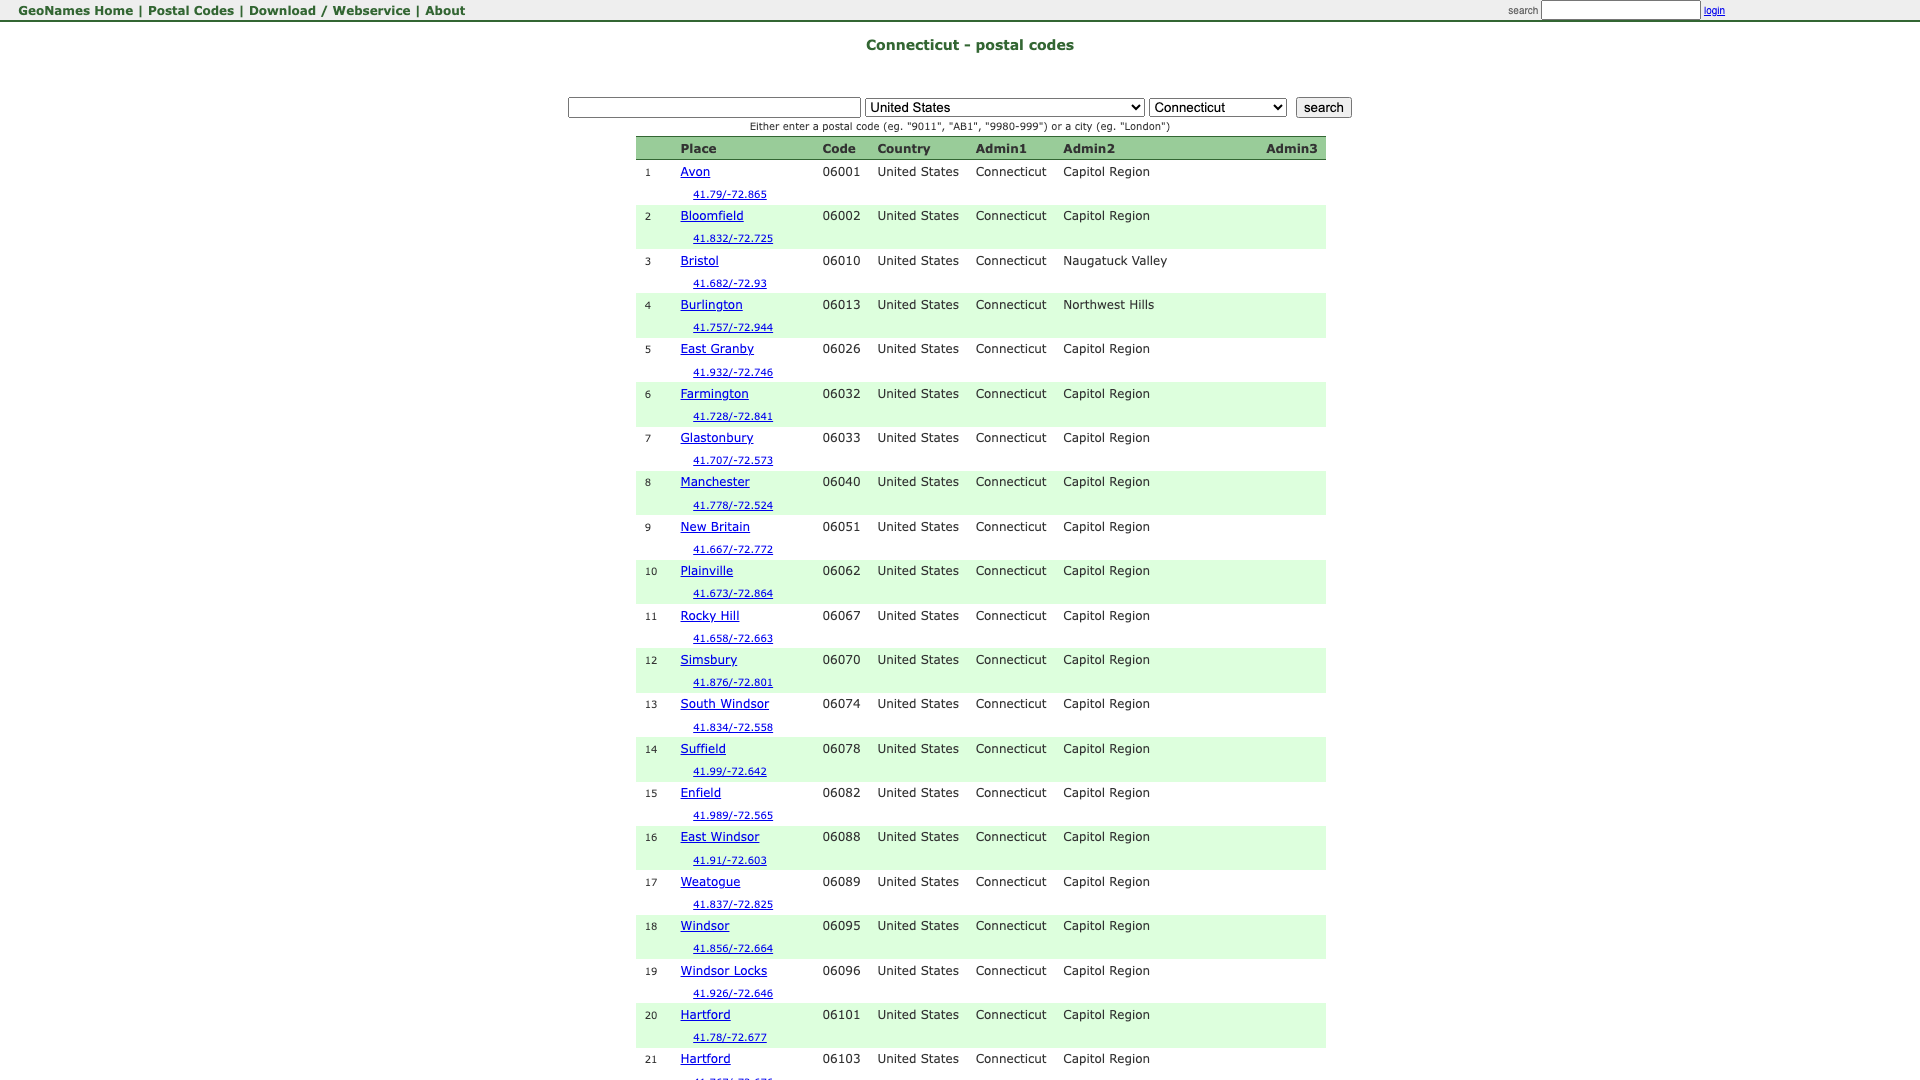 GeoNames Home | Postal Codes | Download / Webservice | About
search login
Connecticut - postal codes
United States Connecticut search
Either enter a postal code (eg. "9011", "AB1", "9980-999") or a city (eg. "London")
Place Code Country Admin1 Admin2 Admin3
1 Avon 06001 United States Connecticut Capitol Region
41.79/-72.865
2 Bloomfield 06002 United States Connecticut Capitol Region
41.832/-72.725
3 Bristol 06010 United States Connecticut Naugatuck Valley
41.682/-72.93
4 Burlington 06013 United States Connecticut Northwest Hills
41.757/-72.944
5 East Granby 06026 United States Connecticut Capitol Region
41.932/-72.746
6 Farmington 06032 United States Connecticut Capitol Region
41.728/-72.841
7 Glastonbury 06033 United States Connecticut Capitol Region
41.707/-72.573
8 Manchester 06040 United States Connecticut Capitol Region
41.778/-72.524
9 New Britain 06051 United States Connecticut Capitol Region
41.667/-72.772
10 Plainville 06062 United States Connecticut Capitol Region
41.673/-72.864
11 Rocky Hill 06067 United States Connecticut Capitol Region
41.658/-72.663
12 Simsbury 06070 United States Connecticut Capitol Region
41.876/-72.801
13 South Windsor 06074 United States Connecticut Capitol Region
41.834/-72.558
14 Suffield 06078 United States Connecticut Capitol Region
41.99/-72.642
15 Enfield 06082 United States Connecticut Capitol Region
41.989/-72.565
16 East Windsor 06088 United States Connecticut Capitol Region
41.91/-72.603
17 Weatogue 06089 United States Connecticut Capitol Region
41.837/-72.825
18 Windsor 06095 United States Connecticut Capitol Region
41.856/-72.664
19 Windsor Locks 06096 United States Connecticut Capitol Region
41.926/-72.646
20 Hartford 06101 United States Connecticut Capitol Region
41.78/-72.677
21 Hartford 06103 United States Connecticut Capitol Region